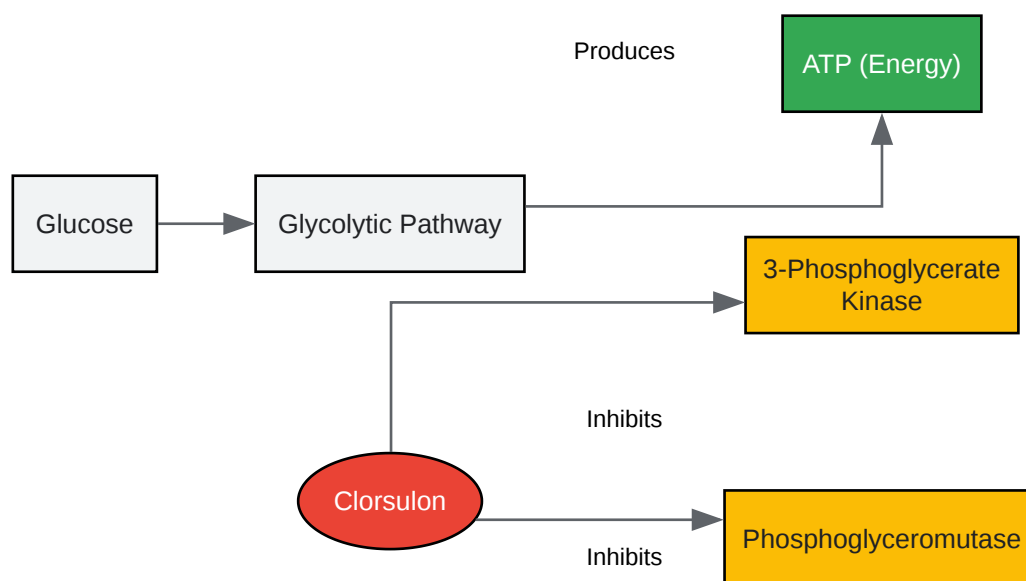 Produces
ATP (Energy)
Glucose
Glycolytic Pathway
3-Phosphoglycerate
Kinase
Inhibits
Clorsulon
Phosphoglyceromutase
Inhibits